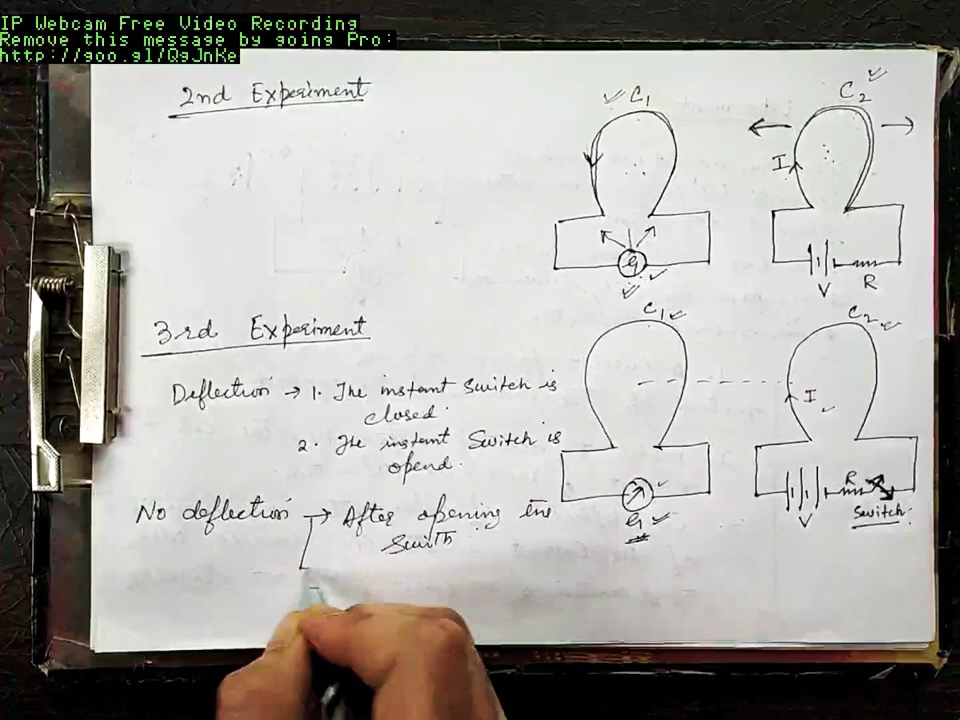 IP Webcam Free Video Recording
Remove this message by going Pro:
http://goo.gl/QgJnKe
2nd Experiment
C1
C2
I
G
V
R
3rd Experiment
C1
C2
Deflection → 1. The instant switch is
closed.
2. The instant Switch is
opend.
I
R
switch
V
G
No deflection → After opening the
Swith